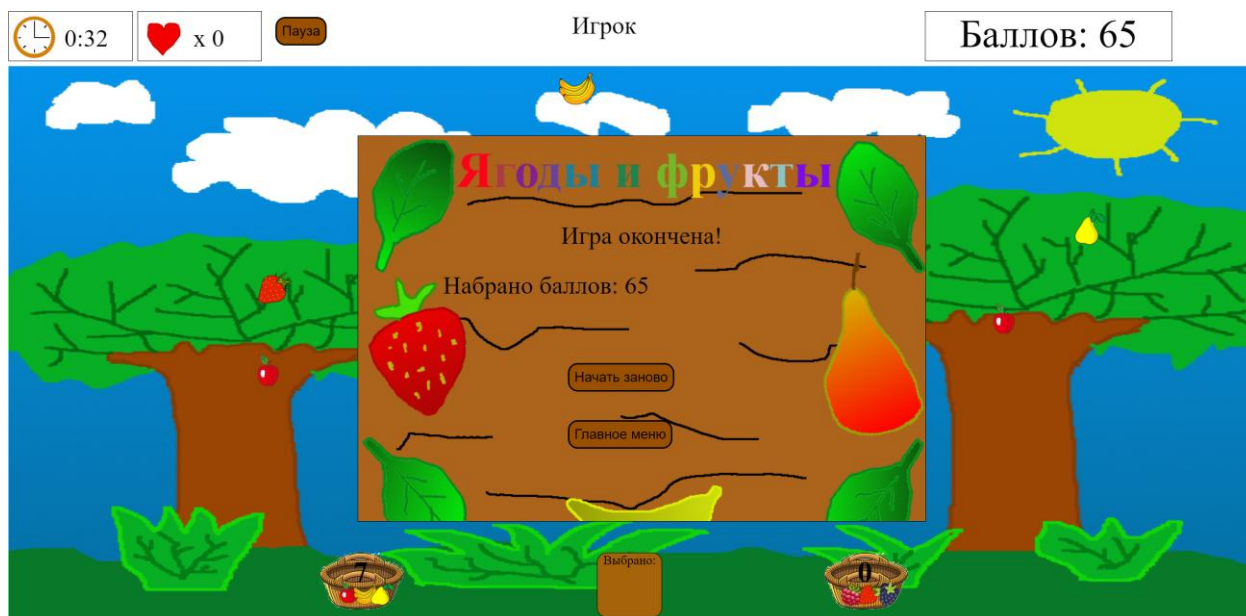 0:32
x 0
Пауза
Игрок
Баллов: 65
Ягоды и фрукты
Игра окончена!
Набрано баллов: 65
Начать заново
Главное меню
7
Выбрано:
0